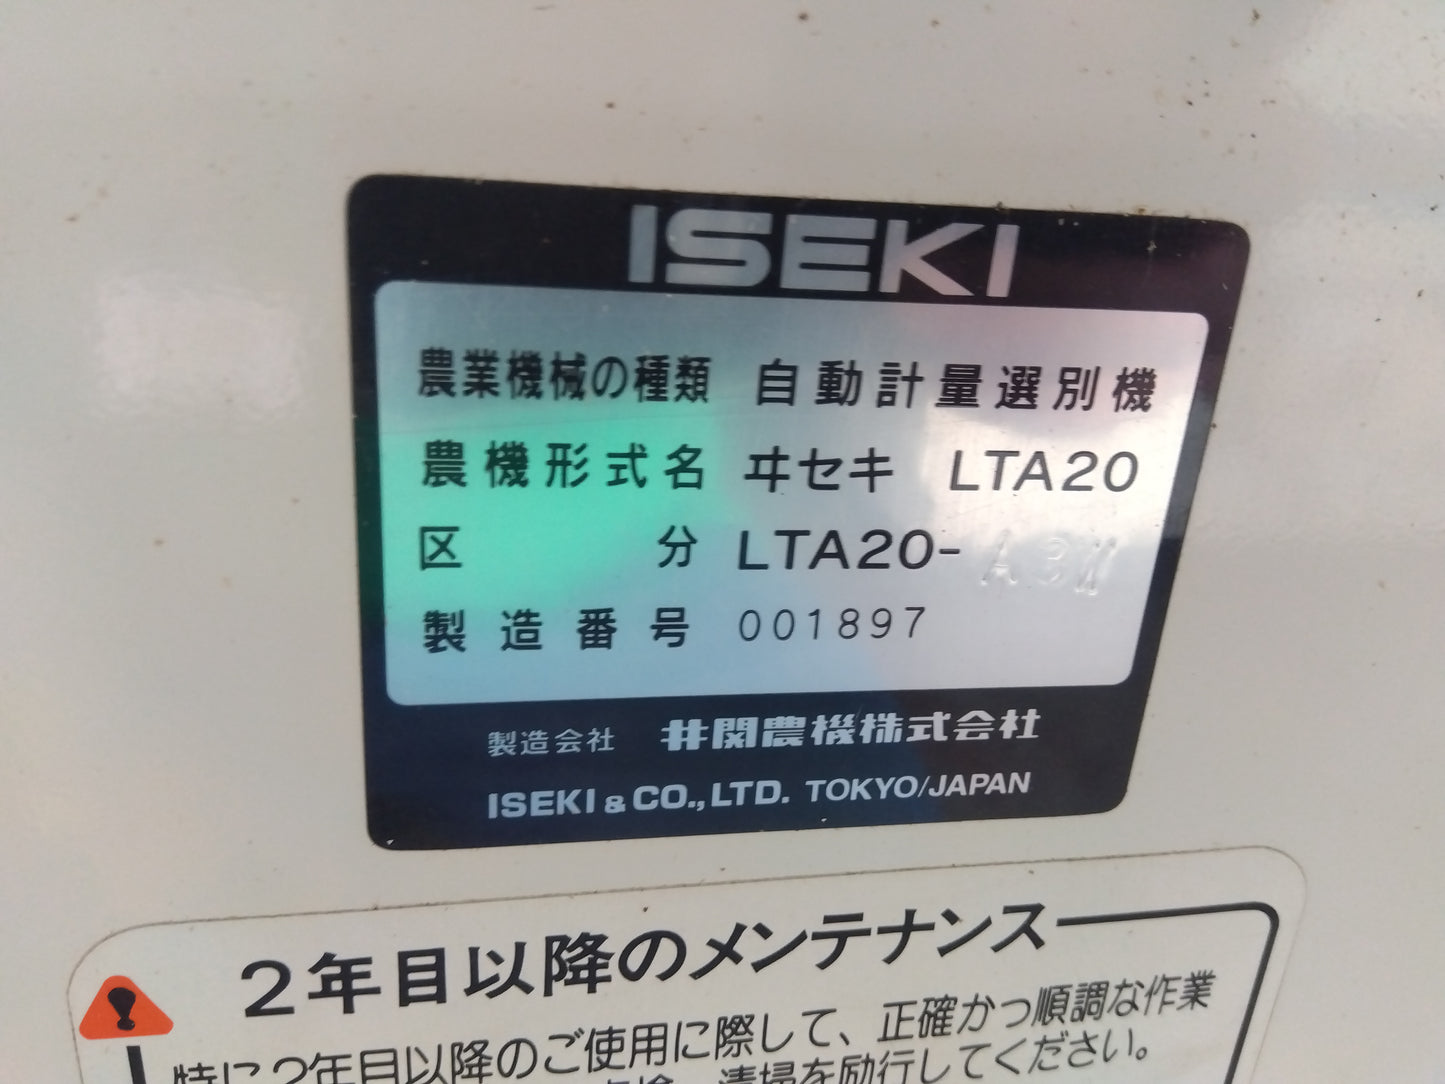 ISEKI
農業機械の種類 自動計量選別機
農機形式名 ヰセキ LTA20
区分 LTA20-A3W
製造番号 001897
製造会社 井関農機株式会社
ISEKI & CO., LTD. TOKYO/JAPAN
2年目以降のメンテナンス
特に2年目以降のご使用に際して、正確かつ順調な作業
点検、清掃を励行してください。